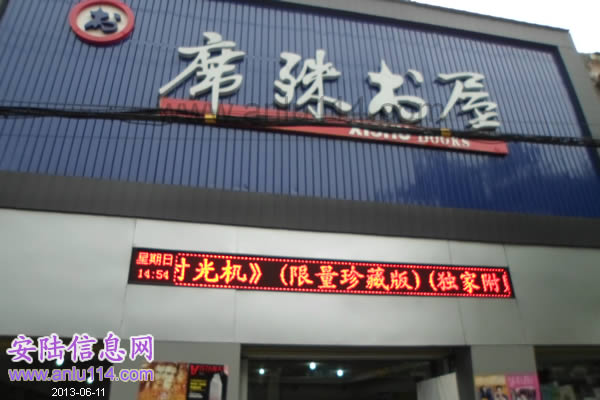 席殊书屋
XISHU BOOKS
星期日
14:54
时光机》(限量珍藏版)(独家附
安陆信息网
www.anlu114.com
2013-06-11